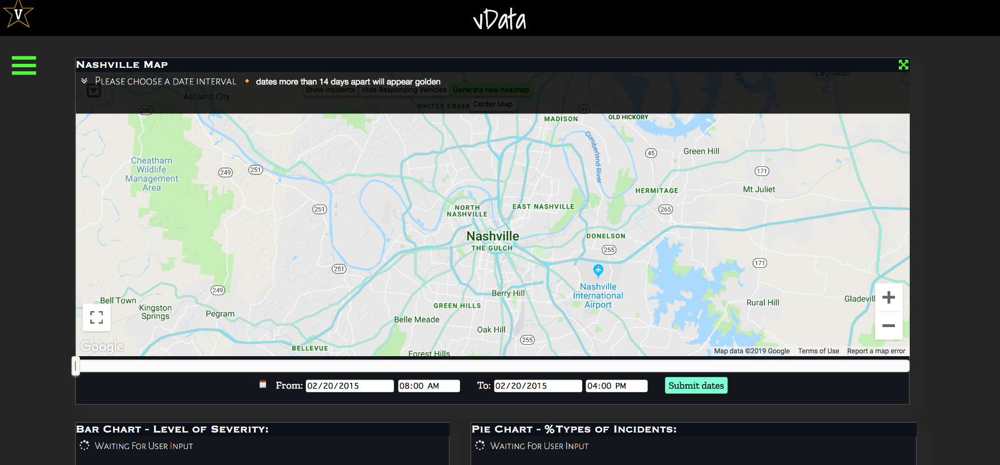 V
vData
Nashville Map
Please choose a date interval 🔸 dates more than 14 days apart will appear golden
Laguardo
Show Incidents Hide Responding Vehicles Generate new heatmap
Ashland City
WHITES CREEK Center Map
250
45
MADISON
OLD HICKORY
Cumberland River
45
Green Hill
Cheatham
Wildlife
Management
Area
249
251
171
HERMITAGE
Mt Juliet
251
NORTH
NASHVILLE
EAST NASHVILLE
265
Nashville
THE GULCH
DONELSON
255
251
171
Nashville
International
Airport
249
Berry Hill
Bell Town
Kingston
Springs
Pegram
GREEN HILLS
Rural Hill
Gladevill
Belle Meade
Oak Hill
255
BELLEVUE
Forest Hills
Google
Map data ©2019 Google Terms of Use Report a map error
From: 02/20/2015 08:00 AM To: 02/20/2015 04:00 PM Submit dates
Bar Chart - Level of Severity:
Waiting For User Input
Pie Chart - %Types of Incidents:
Waiting For User Input